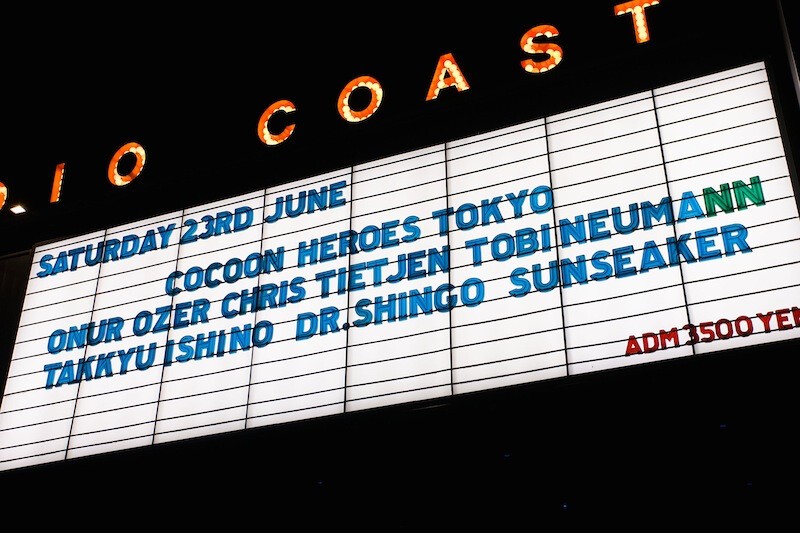 IO COAST
SATURDAY 23RD JUNE
COCOON HEROES TOKYO
ONUR OZER CHRIS TIETJEN TOBI NEUMANN
TAKKYU ISHINO DR.SHINGO SUNSEAKER
ADM 3500 YEN